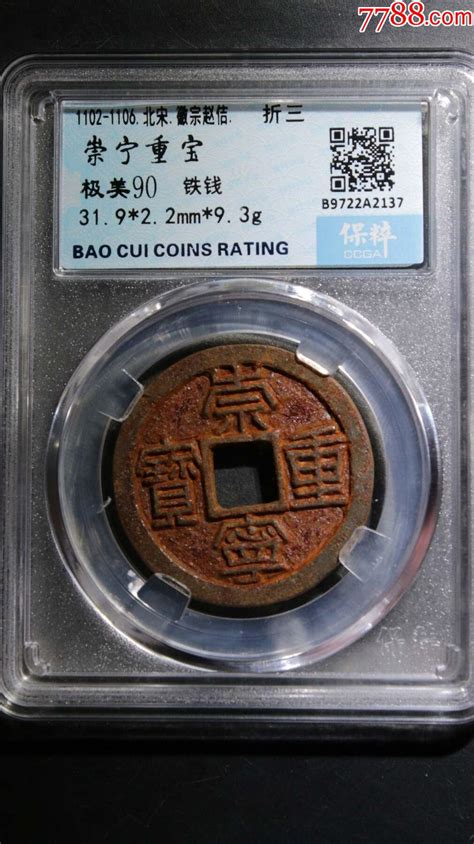 7788.com
1102-1106.北宋.徽宗赵佶. 折三
崇宁重宝
极美90 铁钱
31.9*2.2mm*9.3g
BAO CUI COINS RATING
B9722A2137
保粹
CCGA
崇
寶 重
寧